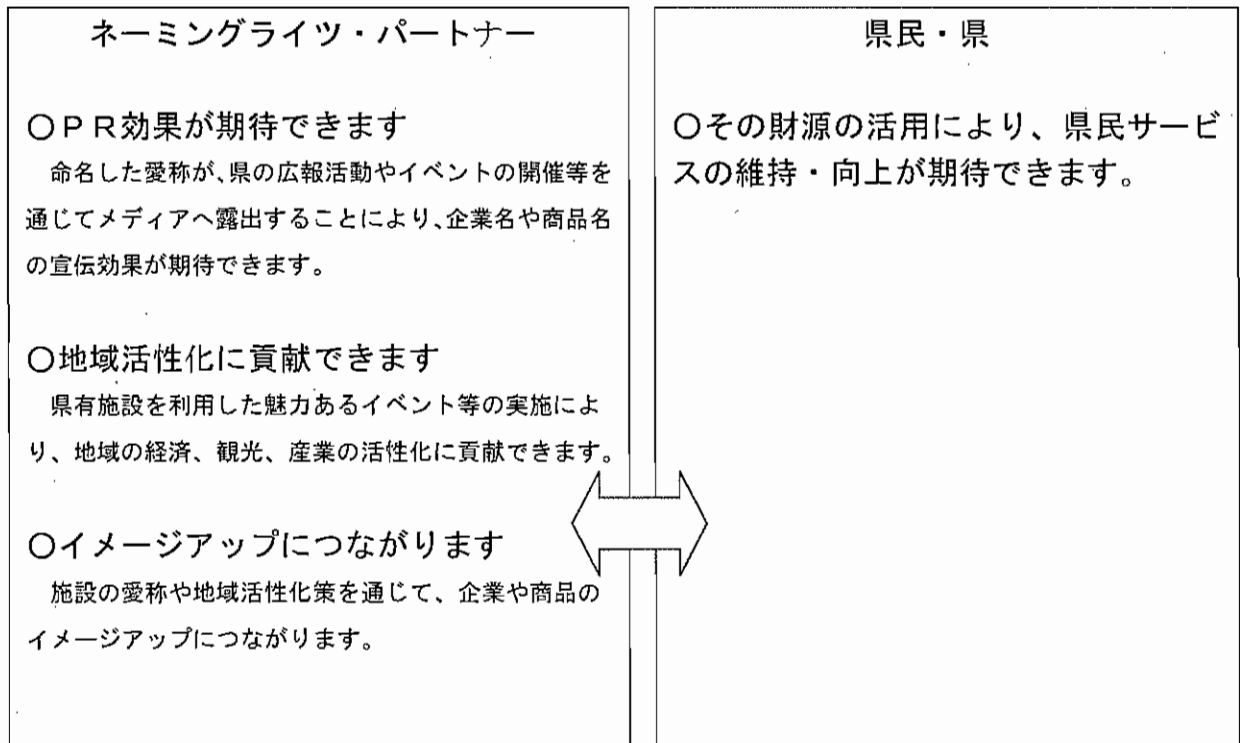 ネーミングライツ・パートナー
○ＰＲ効果が期待できます
命名した愛称が、県の広報活動やイベントの開催等を
通じてメディアへ露出することにより、企業名や商品名
の宣伝効果が期待できます。
○地域活性化に貢献できます
県有施設を利用した魅力あるイベント等の実施によ
り、地域の経済、観光、産業の活性化に貢献できます。
○イメージアップにつながります
施設の愛称や地域活性化策を通じて、企業や商品の
イメージアップにつながります。
県民・県
○その財源の活用により、県民サービ
スの維持・向上が期待できます。